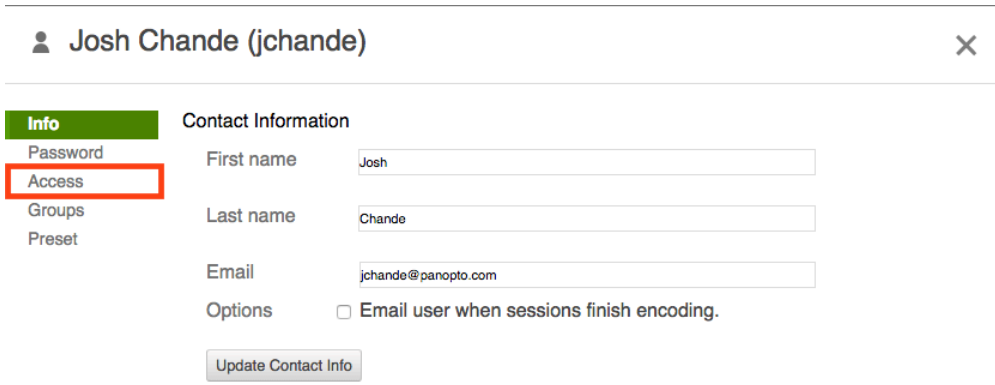 Josh Chande (jchande)
Info
Password
Access
Groups
Preset
Contact Information
First name Josh
Last name Chande
Email jchande@panopto.com
Options Email user when sessions finish encoding.
Update Contact Info